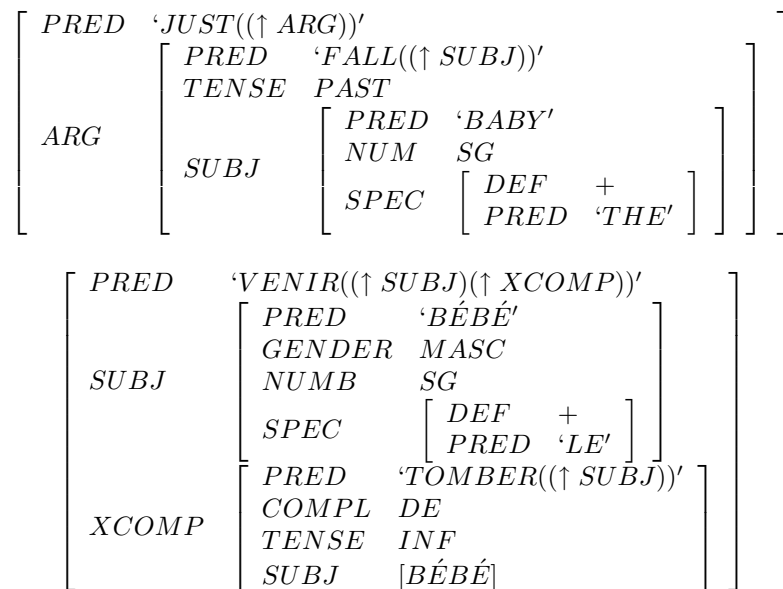 PRED ‘JUST((↑ ARG))′
ARG
PRED ‘FALL((↑ SUBJ))′
TENSE PAST
SUBJ
PRED ‘BABY′
NUM SG
SPEC
DEF +
PRED ‘THE′
PRED ‘VENIR((↑ SUBJ)(↑ XCOMP))′
SUBJ
PRED ‘BÉBÉ′
GENDER MASC
NUMB SG
SPEC
DEF +
PRED ‘LE′
XCOMP
PRED ‘TOMBER((↑ SUBJ))′
COMPL DE
TENSE INF
SUBJ [BÉBÉ]